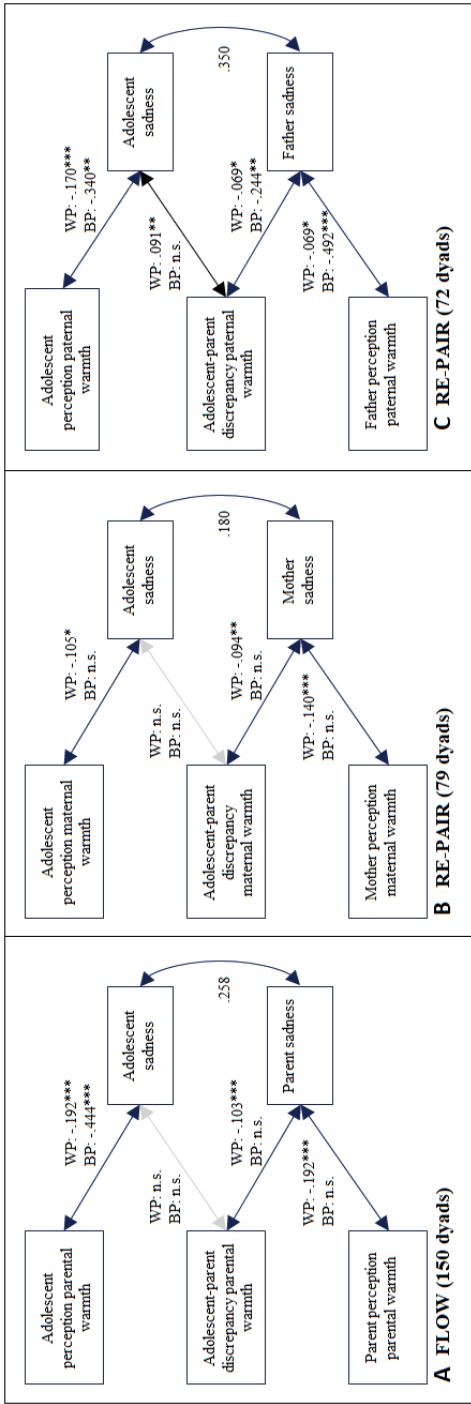 Adolescent
perception parental
warmth
WP: -.192***
BP: -.444***
Adolescent
sadness
WP: n.s.
BP: n.s.
.258
Adolescent-parent
discrepancy parental
warmth
WP: -.103***
BP: n.s.
Parent sadness
WP: -.192***
BP: n.s.
Parent perception
parental warmth
A FLOW (150 dyads)
Adolescent
perception maternal
warmth
WP: -.105*
BP: n.s.
Adolescent
sadness
WP: n.s.
BP: n.s.
.180
Adolescent-parent
discrepancy
maternal warmth
WP: -.094**
BP: n.s.
Mother
sadness
WP: -.140***
BP: n.s.
Mother perception
maternal warmth
B RE-PAIR (79 dyads)
Adolescent
perception paternal
warmth
WP: -.170***
BP: -.340**
Adolescent
sadness
WP: .091**
BP: n.s.
.350
Adolescent-parent
discrepancy paternal
warmth
WP: -.069*
BP: -.244**
Father sadness
WP: -.069*
BP: -.492***
Father perception
paternal warmth
C RE-PAIR (72 dyads)